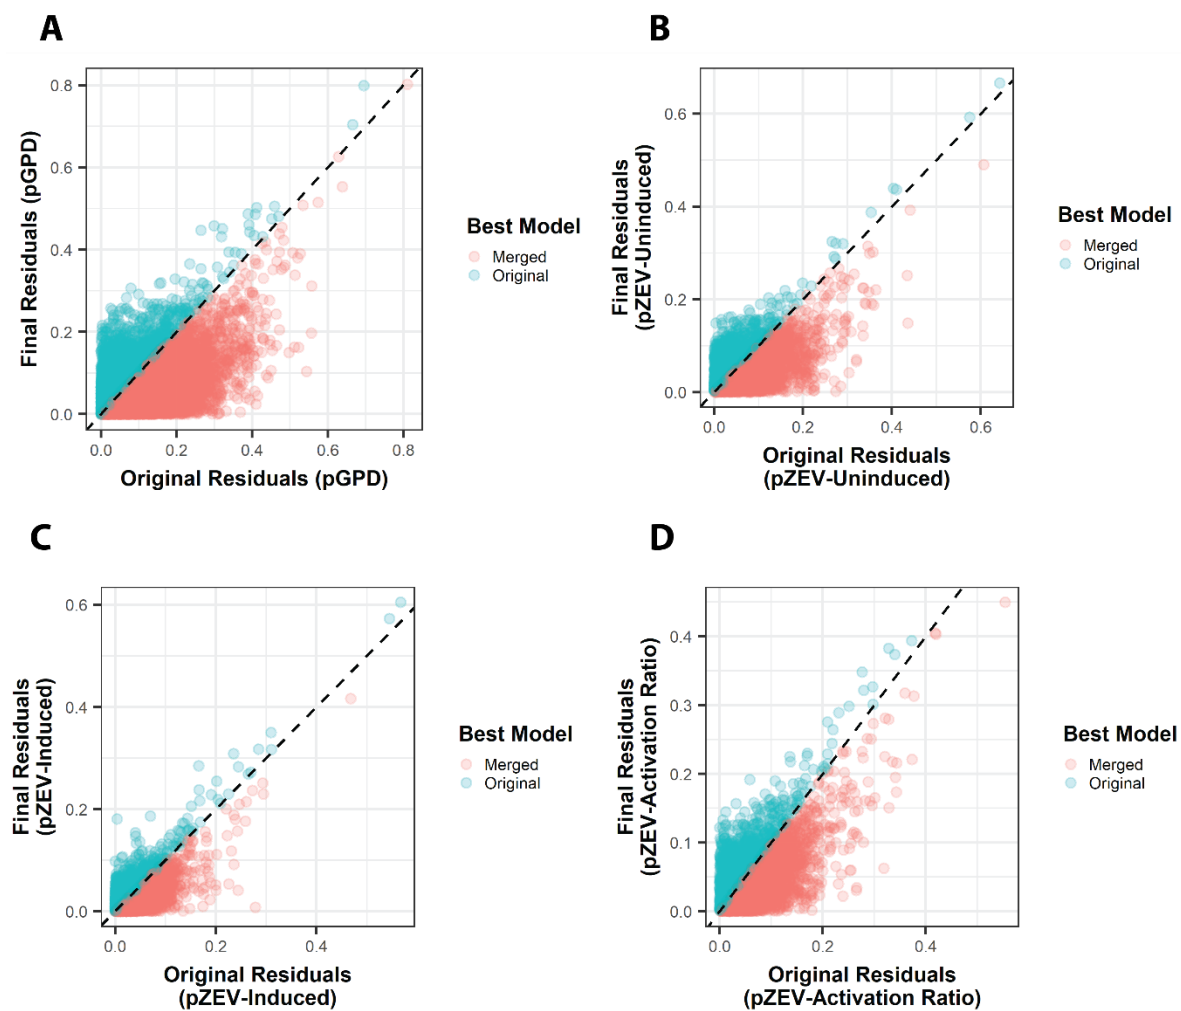 A
0.8
0.6
0.4
0.2
0.0
0.0 0.2 0.4 0.6 0.8
Final Residuals (pGPD)
Original Residuals (pGPD)
Best Model
Merged
Original
B
0.6
0.4
0.2
0.0
0.0 0.2 0.4 0.6
Final Residuals
(pZEV-Uninduced)
Original Residuals
(pZEV-Uninduced)
Best Model
Merged
Original
C
0.6
0.4
0.2
0.0
0.0 0.2 0.4
Final Residuals
(pZEV-Induced)
Original Residuals
(pZEV-Induced)
Best Model
Merged
Original
D
0.4
0.3
0.2
0.1
0.0
0.0 0.2 0.4
Final Residuals
(pZEV-Activation Ratio)
Original Residuals
(pZEV-Activation Ratio)
Best Model
Merged
Original